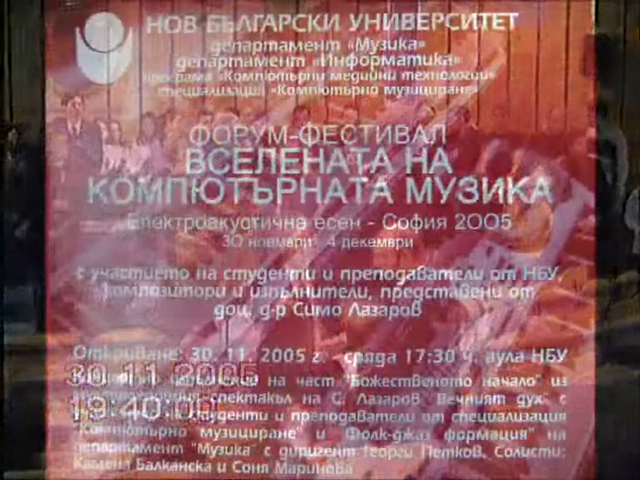 НОВ БЪЛГАРСКИ УНИВЕРСИТЕТ
департамент «Музика»
департамент «Информатика»
програма «Компютърни медийни технологии»
специализация «Компютърно музициране»
ФОРУМ-ФЕСТИВАЛ
ВСЕЛЕНАТА НА
КОМПЮТЪРНАТА МУЗИКА
Електроакустична есен - София 2005
30 ноември - 4 декември
с участието на студенти и преподаватели от НБУ,
композитори и изпълнители, представени от
доц. д-р Симо Лазаров
Откриване: 30. 11. 2005 г. - сряда 17:30 ч. аула НБУ
30.11.2005
на част "Божественото начало" из
спектакъл на С. Лазаров "Вечният дух" с
студенти и преподаватели от специализация
19:40:0
"Компютърно музициране" и "Фолк-джаз формация" на
департамент "Музика" с диригент Георги Петков. Солисти:
Камена Балканска и Соня Маринова